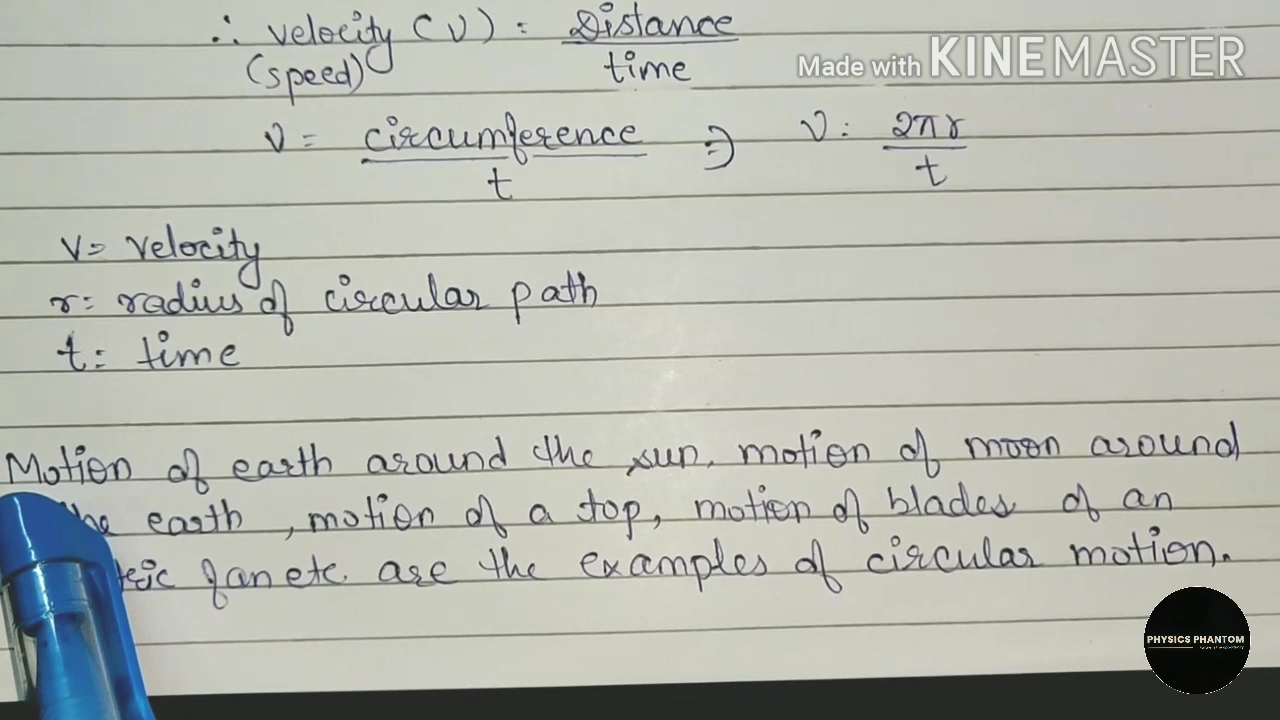 ∴ velocity (v) = Distance
(speed) time
v = circumference ⇒ v = 2πr
t t
v= velocity
r= radius of circular path
t= time
Motion of earth around the sun, motion of moon around
the earth, motion of a top, motion of blades of an
tric fan etc. are the examples of circular motion.
Made with KINEMASTER
PHYSICS PHANTOM